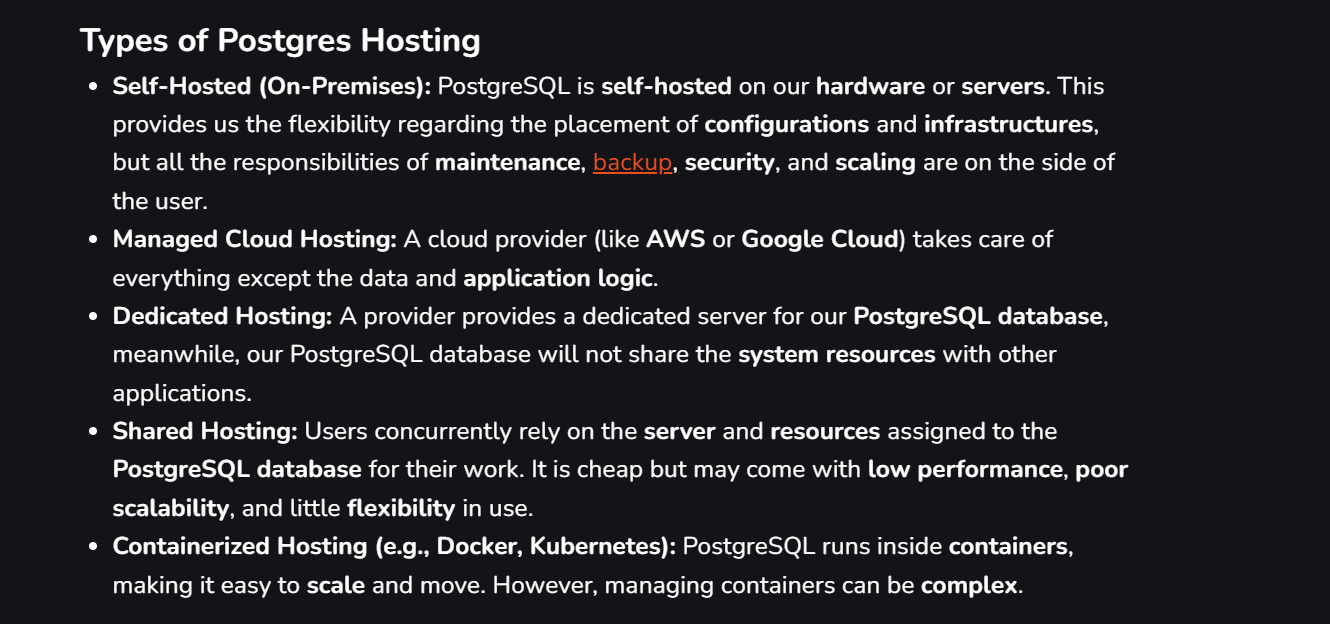 Types of Postgres Hosting
• Self-Hosted (On-Premises): PostgreSQL is self-hosted on our hardware or servers. This
provides us the flexibility regarding the placement of configurations and infrastructures,
but all the responsibilities of maintenance, backup, security, and scaling are on the side of
the user.
• Managed Cloud Hosting: A cloud provider (like AWS or Google Cloud) takes care of
everything except the data and application logic.
• Dedicated Hosting: A provider provides a dedicated server for our PostgreSQL database,
meanwhile, our PostgreSQL database will not share the system resources with other
applications.
• Shared Hosting: Users concurrently rely on the server and resources assigned to the
PostgreSQL database for their work. It is cheap but may come with low performance, poor
scalability, and little flexibility in use.
• Containerized Hosting (e.g., Docker, Kubernetes): PostgreSQL runs inside containers,
making it easy to scale and move. However, managing containers can be complex.